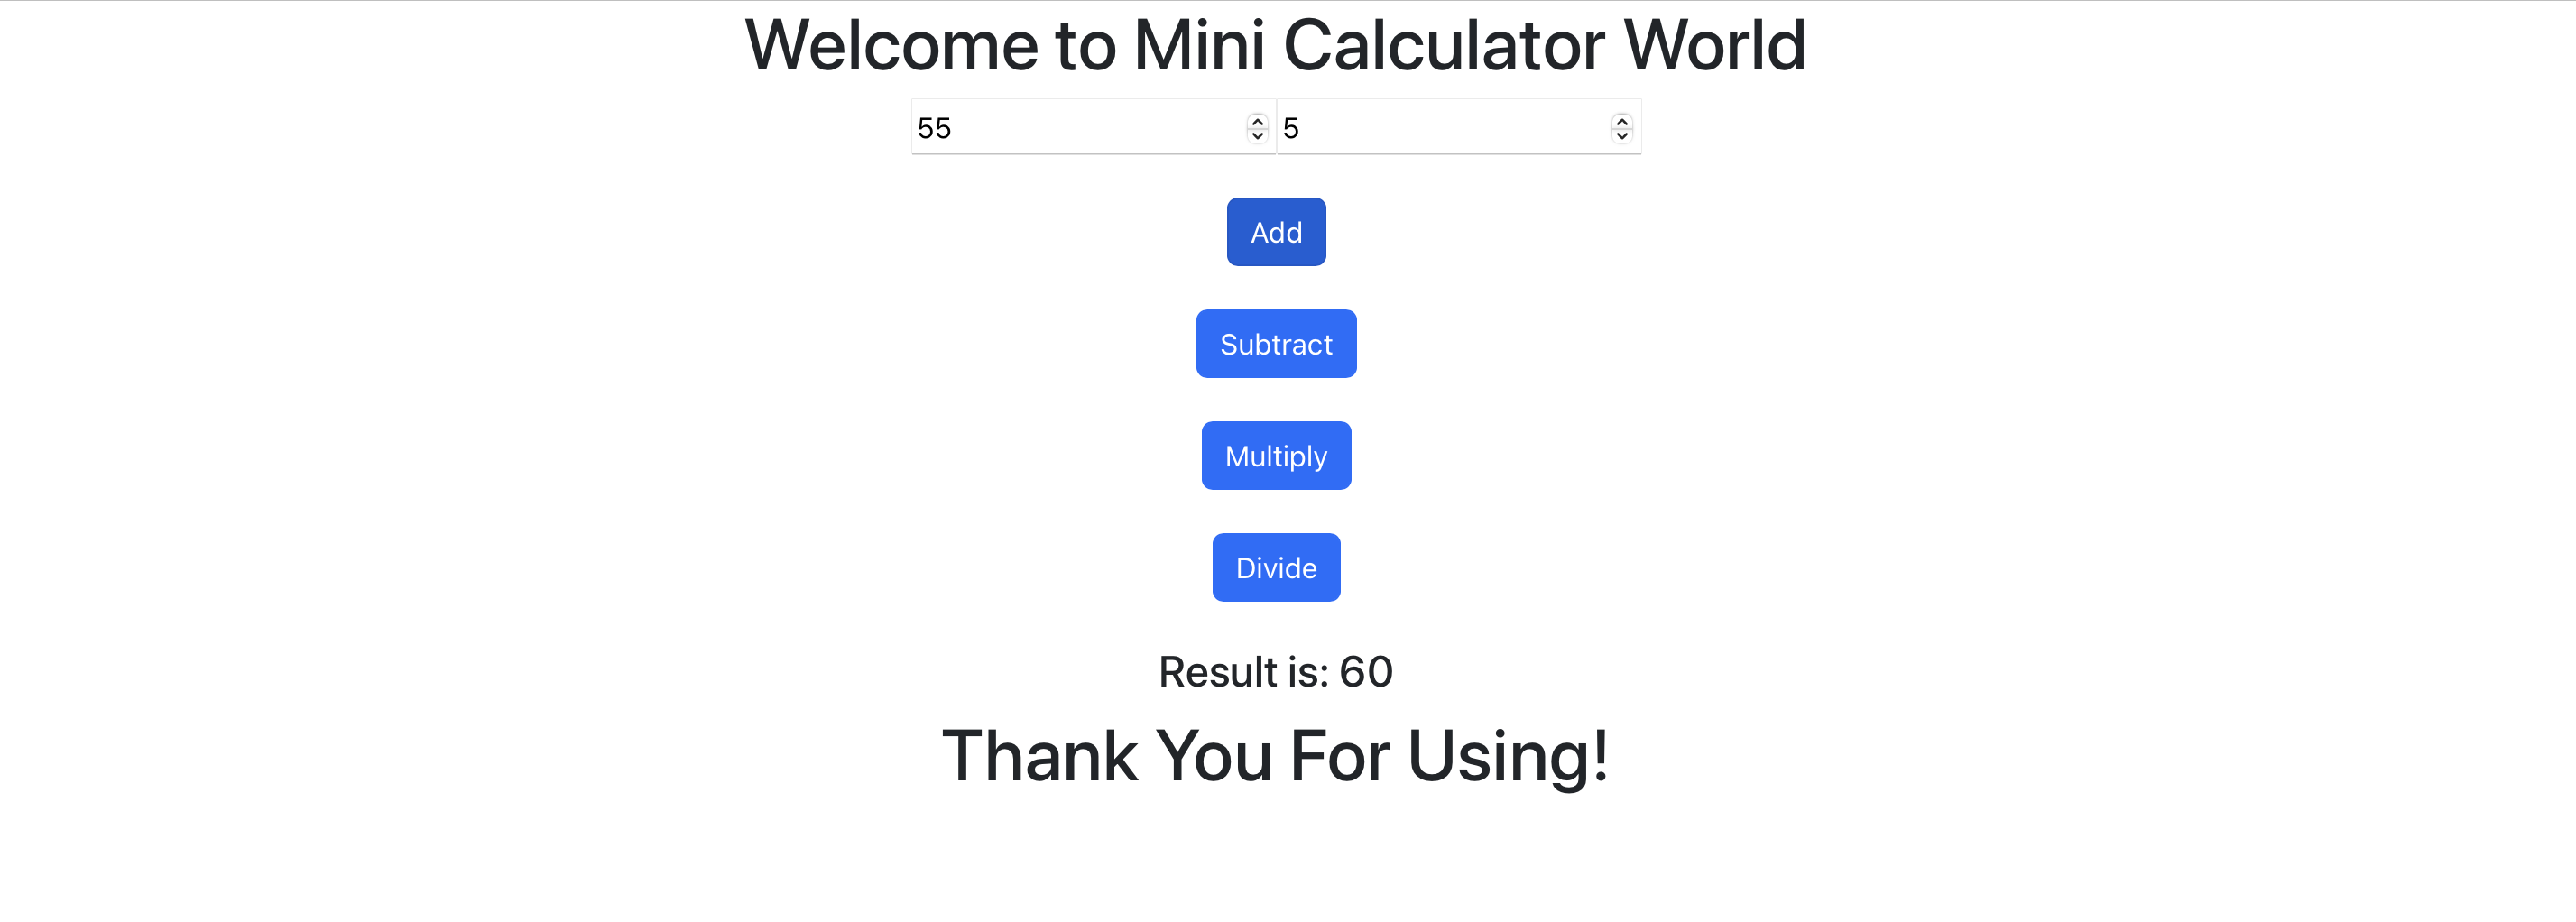 Welcome to Mini Calculator World
55 5
Add
Subtract
Multiply
Divide
Result is: 60
Thank You For Using!